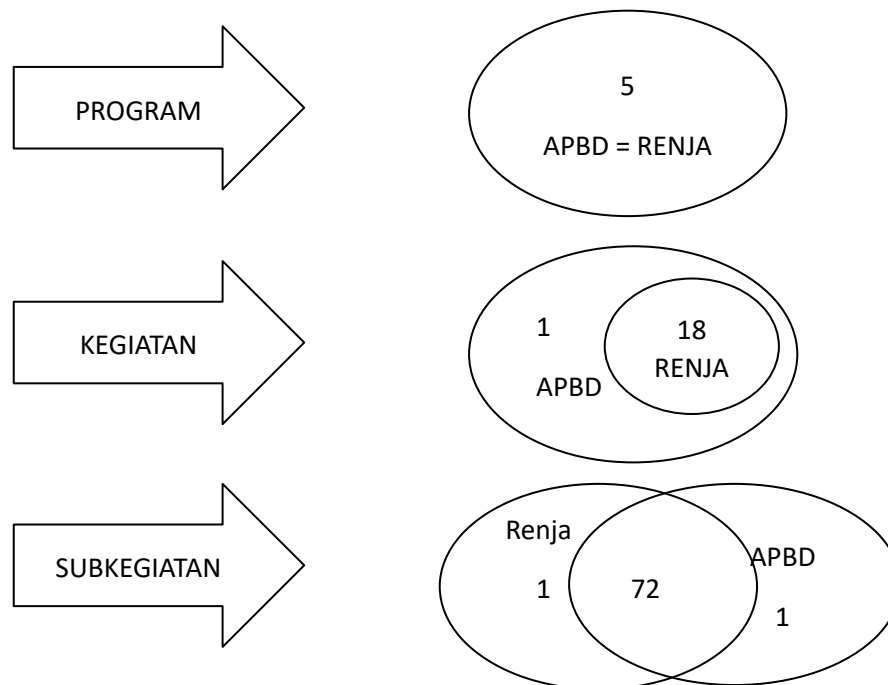 PROGRAM
5
APBD = RENJA
KEGIATAN
1
APBD
18
RENJA
SUBKEGIATAN
Renja
1
72
APBD
1